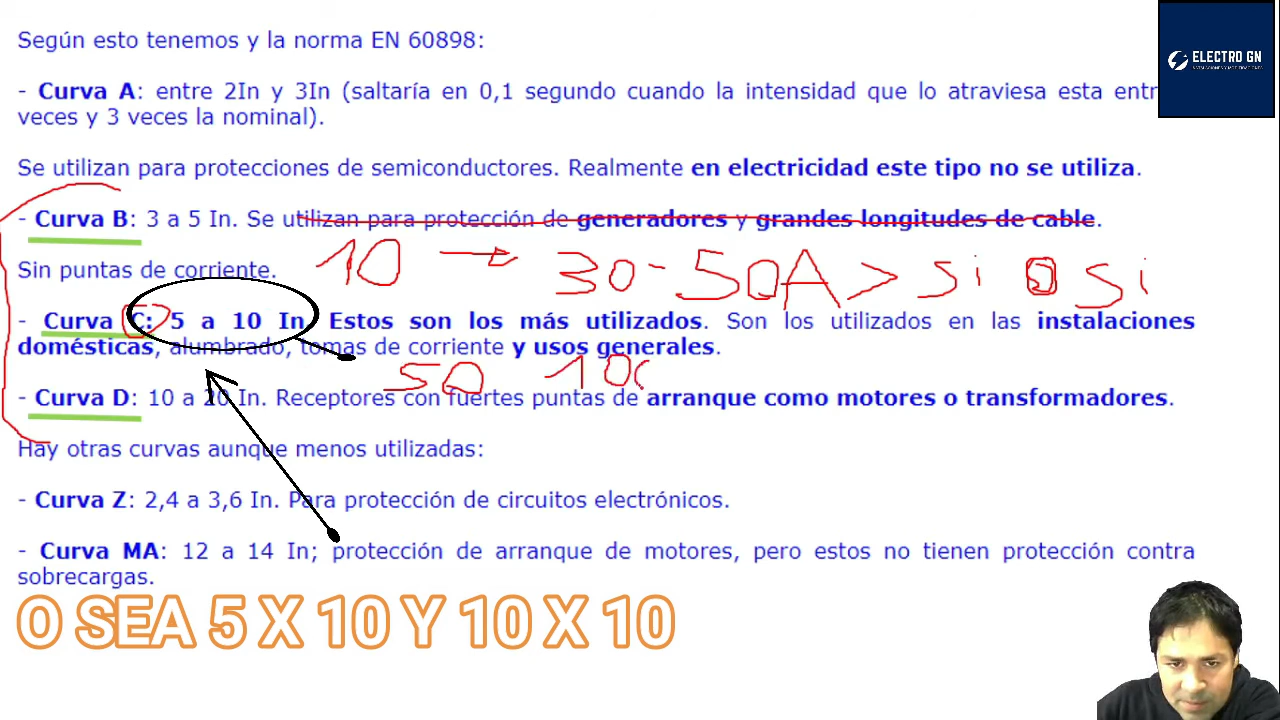 Según esto tenemos y la norma EN 60898:
ELECTRO GN
- Curva A: entre 2In y 3In (saltaría en 0,1 segundo cuando la intensidad que lo atraviesa esta entr
veces y 3 veces la nominal).
Se utilizan para protecciones de semiconductores. Realmente en electricidad este tipo no se utiliza.
- Curva B: 3 a 5 In. Se utilizan para protección de generadores y grandes longitudes de cable.
10 → 30-50A > si o si
Sin puntas de corriente.
- Curva C: 5 a 10 In Estos son los más utilizados. Son los utilizados en las instalaciones
domésticas, alumbrado, tomas de corriente y usos generales.
50 100
- Curva D: 10 a 20 In. Receptores con fuertes puntas de arranque como motores o transformadores.
Hay otras curvas aunque menos utilizadas:
- Curva Z: 2,4 a 3,6 In. Para protección de circuitos electrónicos.
- Curva MA: 12 a 14 In; protección de arranque de motores, pero estos no tienen protección contra
sobrecargas.
O SEA 5 X 10 Y 10 X 10